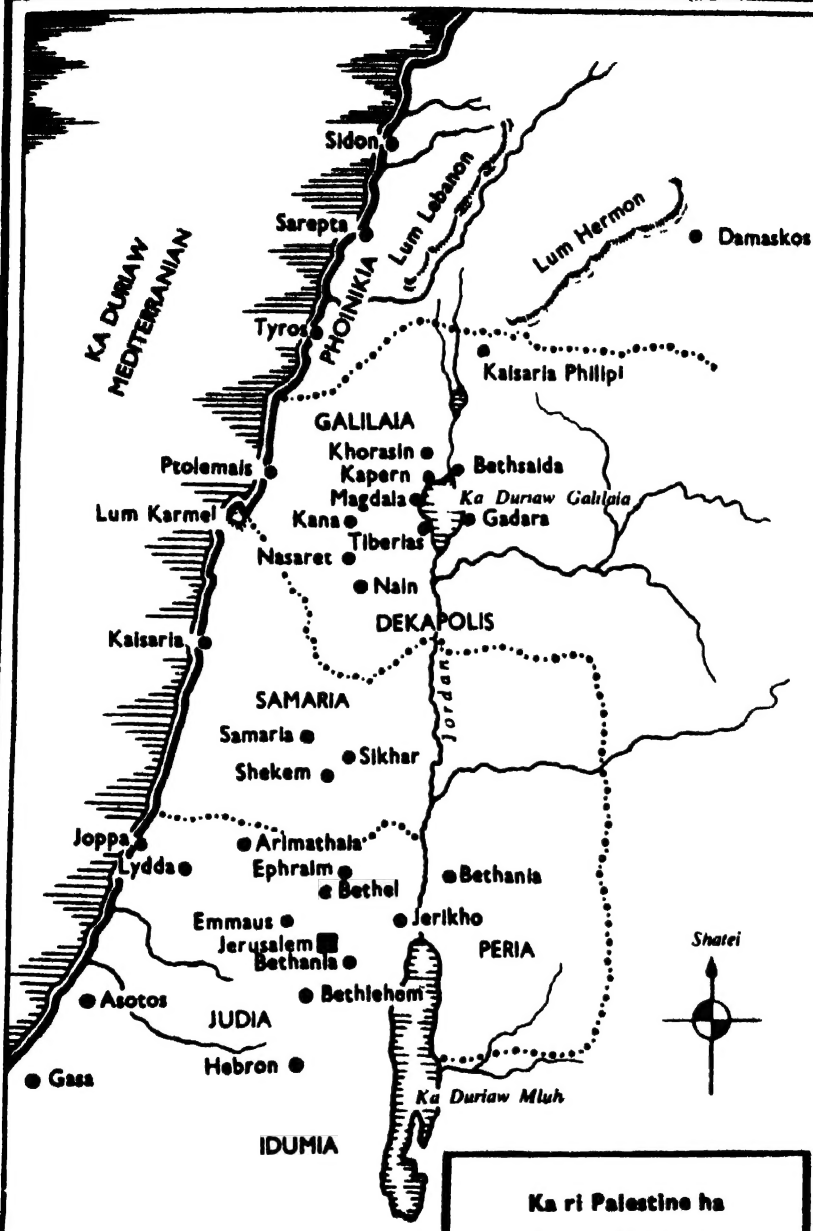 Sidon
Lum Lebanon
Sarepta
Lum Hermon
Damaskos
KA DURIAW
MEDITERRANIAN
PHOINIKIA
Tyros
Kaisaria Philipi
GALILAIA
Khorasin
Ptolemais
Kapern
Bethsaida
Magdala
Ka Duriaw Galilaia
Lum Karmel
Kana
Gadara
Tiberias
Nasaret
Nain
DEKAPOLIS
Kaisaria
Jordan
SAMARIA
Samaria
Sikhar
Shekem
Joppa
Arimathaia
Lydda
Ephraim
Bethania
Bethel
Emmaus
Jerikho
Jerusalem
PERIA
Shatei
Bethania
Bethlehem
Asotos
JUDIA
Hebron
Gasa
Ka Duriaw Mluh
IDUMIA
Ka ri Palestine ha